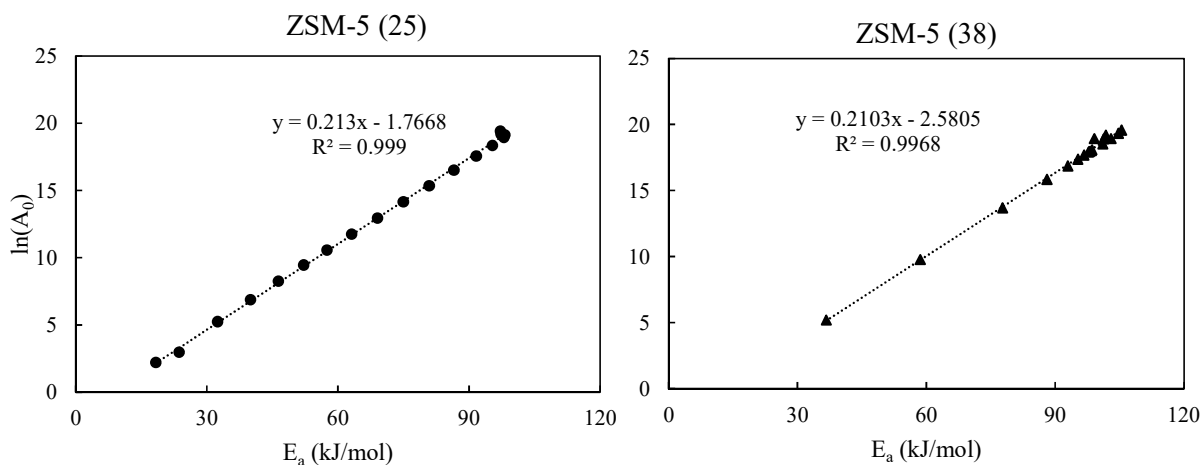 ZSM-5 (25)
25
20
15
10
5
0
ln(A₀)
y = 0.213x - 1.7668
R² = 0.999
0 30 60 90 120
Eₐ (kJ/mol)
ZSM-5 (38)
25
20
15
10
5
0
y = 0.2103x - 2.5805
R² = 0.9968
0 30 60 90 120
Eₐ (kJ/mol)